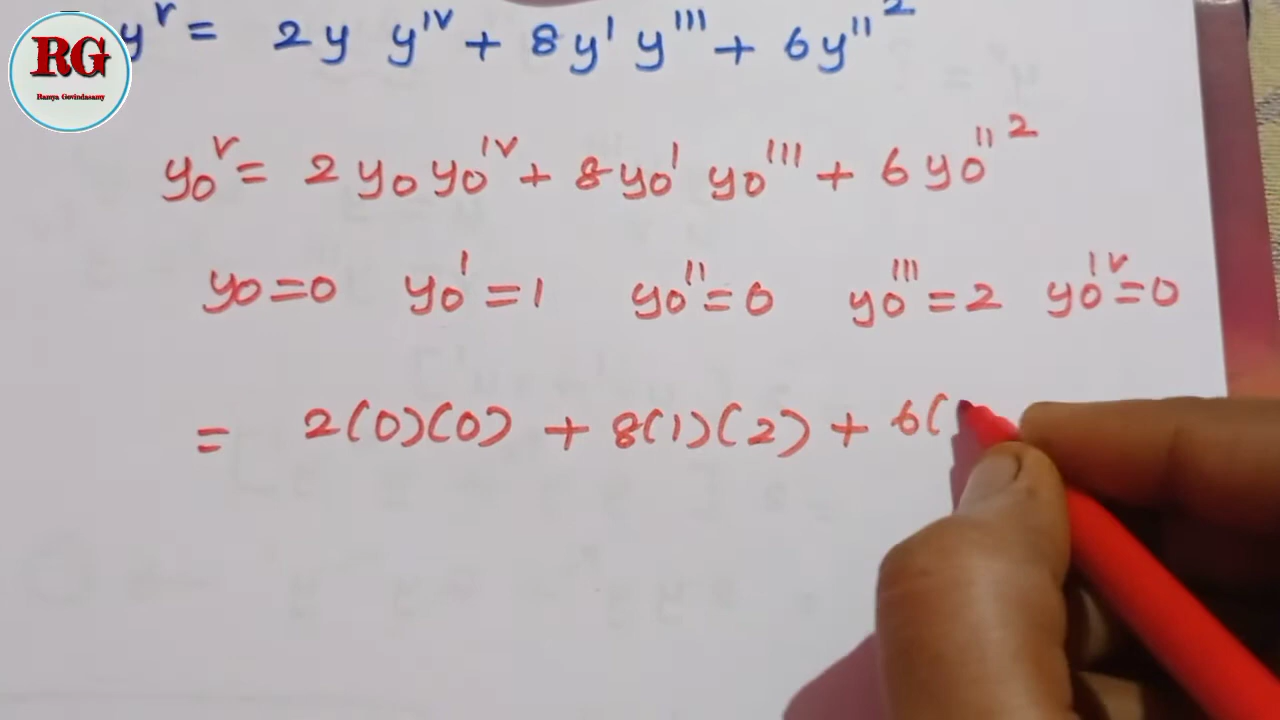 RG
Ramya Govindasamy
y^v = 2y y^iv + 8y' y''' + 6y''^2
y0^v = 2y0 y0^iv + 8y0' y0''' + 6y0''^2
y0=0 y0'=1 y0''=0 y0'''=2 y0^iv=0
= 2(0)(0) + 8(1)(2) + 6(